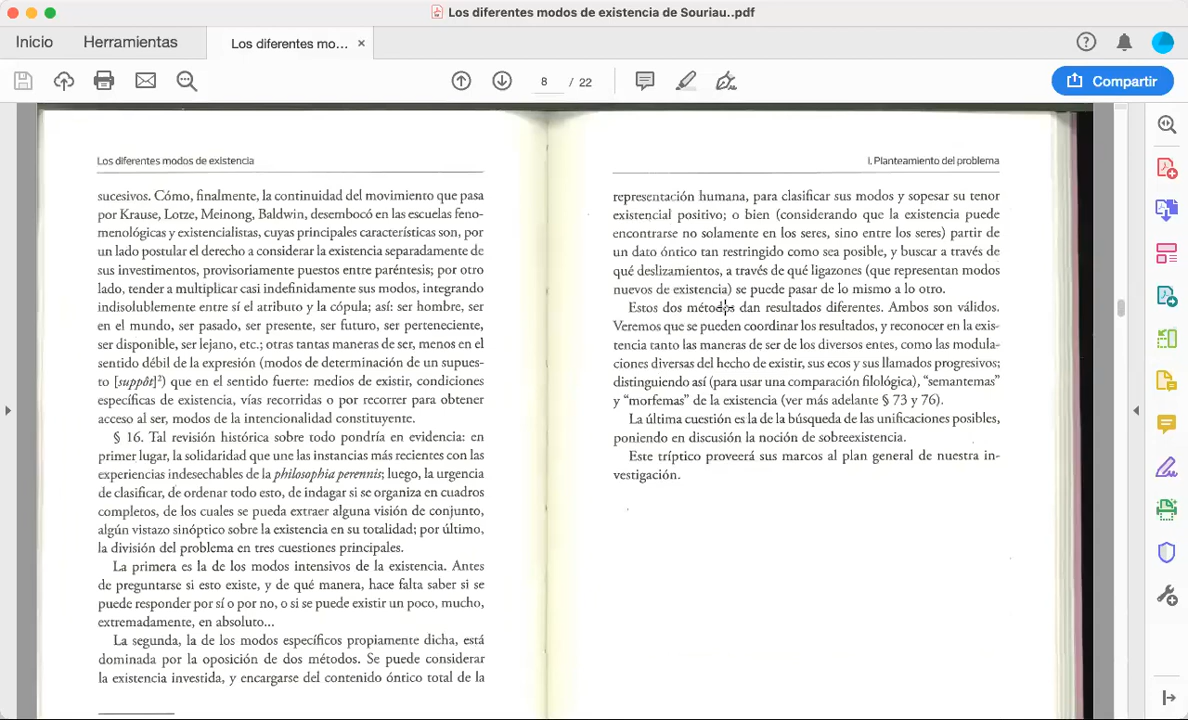 Los diferentes modos de existencia de Souriau..pdf
Inicio
Herramientas
Los diferentes mo...
8 / 22
Compartir
Los diferentes modos de existencia
sucesivos. Cómo, finalmente, la continuidad del movimiento que pasa
por Krause, Lotze, Meinong, Baldwin, desembocó en las escuelas feno-
menológicas y existencialistas, cuyas principales características son, por
un lado postular el derecho a considerar la existencia separadamente de
sus investimentos, provisoriamente puestos entre paréntesis; por otro
lado, tender a multiplicar casi indefinidamente sus modos, integrando
indisolublemente entre sí el atributo y la cópula; así: ser hombre, ser
en el mundo, ser pasado, ser presente, ser futuro, ser perteneciente,
ser disponible, ser lejano, etc.; otras tantas maneras de ser, menos en el
sentido débil de la expresión (modos de determinación de un supues-
to [suppôt]²) que en el sentido fuerte: medios de existir, condiciones
específicas de existencia, vías recorridas o por recorrer para obtener
acceso al ser, modos de la intencionalidad constituyente.
§ 16. Tal revisión histórica sobre todo pondría en evidencia: en
primer lugar, la solidaridad que une las instancias más recientes con las
experiencias indesechables de la philosophia perennis; luego, la urgencia
de clasificar, de ordenar todo esto, de indagar si se organiza en cuadros
completos, de los cuales se pueda extraer alguna visión de conjunto,
algún vistazo sinóptico sobre la existencia en su totalidad; por último,
la división del problema en tres cuestiones principales.
La primera es la de los modos intensivos de la existencia. Antes
de preguntarse si esto existe, y de qué manera, hace falta saber si se
puede responder por sí o por no, o si se puede existir un poco, mucho,
extremadamente, en absoluto...
La segunda, la de los modos específicos propiamente dicha, está
dominada por la oposición de dos métodos. Se puede considerar
la existencia investida, y encargarse del contenido óntico total de la
I. Planteamiento del problema
representación humana, para clasificar sus modos y sopesar su tenor
existencial positivo; o bien (considerando que la existencia puede
encontrarse no solamente en los seres, sino entre los seres) partir de
un dato óntico tan restringido como sea posible, y buscar a través de
qué deslizamientos, a través de qué ligazones (que representan modos
nuevos de existencia) se puede pasar de lo mismo a lo otro.
Estos dos métodos dan resultados diferentes. Ambos son válidos.
Veremos que se pueden coordinar los resultados, y reconocer en la exis-
tencia tanto las maneras de ser de los diversos entes, como las modula-
ciones diversas del hecho de existir, sus ecos y sus llamados progresivos;
distinguiendo así (para usar una comparación filológica), “semantemas”
y “morfemas” de la existencia (ver más adelante § 73 y 76).
La última cuestión es la de la búsqueda de las unificaciones posibles,
poniendo en discusión la noción de sobreexistencia.
Este tríptico proveerá sus marcos al plan general de nuestra in-
vestigación.